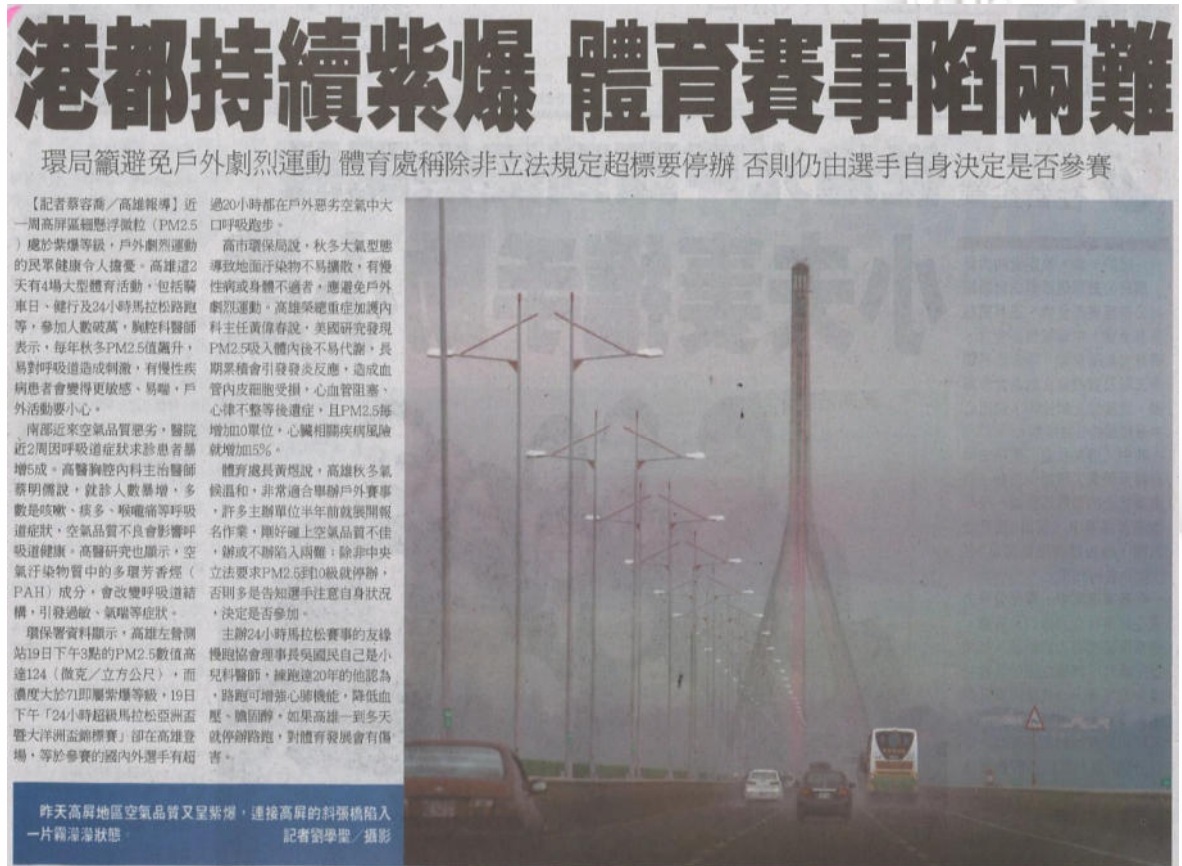 港都持續紫爆 體育賽事陷兩難
環局籲避免戶外劇烈運動 體育處稱除非立法規定超標要停辦 否則仍由選手自身決定是否參賽
【記者蔡容喬／高雄報導】近
一周高屏區細懸浮微粒（PM2.5
）處於紫爆等級，戶外劇烈運動
的民眾健康令人擔憂。高雄這2
天有4場大型體育活動，包括騎
車日、健行及24小時馬拉松路跑
等，參加人數破萬，胸腔科醫師
表示，每年秋冬PM2.5值飆升，
易對呼吸道造成刺激，有慢性疾
病患者會變得更敏感、易喘，戶
外活動要小心。
南部近來空氣品質惡劣，醫院
近2周因呼吸道症狀求診患者暴
增5成。高醫胸腔內科主治醫師
蔡明儒說，就診人數暴增，多
數是咳嗽、痰多、喉嚨痛等呼吸
道症狀，空氣品質不良會影響呼
吸道健康。高醫研究也顯示，空
氣汙染物質中的多環芳香烴（
PAH）成分，會改變呼吸道結
構，引發過敏、氣喘等症狀。
環保署資料顯示，高雄左營測
站19日下午3點的PM2.5數值高
達124（微克／立方公尺），而
濃度大於71即屬紫爆等級，19日
下午「24小時超級馬拉松亞洲盃
暨大洋洲盃錦標賽」卻在高雄登
場，等於參賽的國內外選手有超
過20小時都在戶外惡劣空氣中大
口呼吸跑步。
高市環保局說，秋冬大氣型態
導致地面汙染物不易擴散，有慢
性病或身體不適者，應避免戶外
劇烈運動。高雄榮總重症加護內
科主任黃偉春說，美國研究發現
PM2.5吸入體內後不易代謝，長
期累積會引發發炎反應，造成血
管內皮細胞受損，心血管阻塞、
心律不整等後遺症，且PM2.5每
增加10單位，心臟相關疾病風險
就增加15%。
體育處長黃煜說，高雄秋冬氣
候溫和，非常適合舉辦戶外賽事
，許多主辦單位半年前就展開報
名作業，剛好碰上空氣品質不佳
，辦或不辦陷入兩難；除非中央
立法要求PM2.5到10級就停辦，
否則多是告知選手注意自身狀況
，決定是否參加。
主辦24小時馬拉松賽事的友緣
慢跑協會理事長吳國民自己是小
兒科醫師，練跑達20年的他認為
，路跑可增強心肺機能，降低血
壓、膽固醇，如果高雄一到冬天
就停辦路跑，對體育發展會有傷
害。
昨天高屏地區空氣品質又呈紫爆，連接高屏的斜張橋陷入
一片霧濛濛狀態。 記者劉學聖／攝影